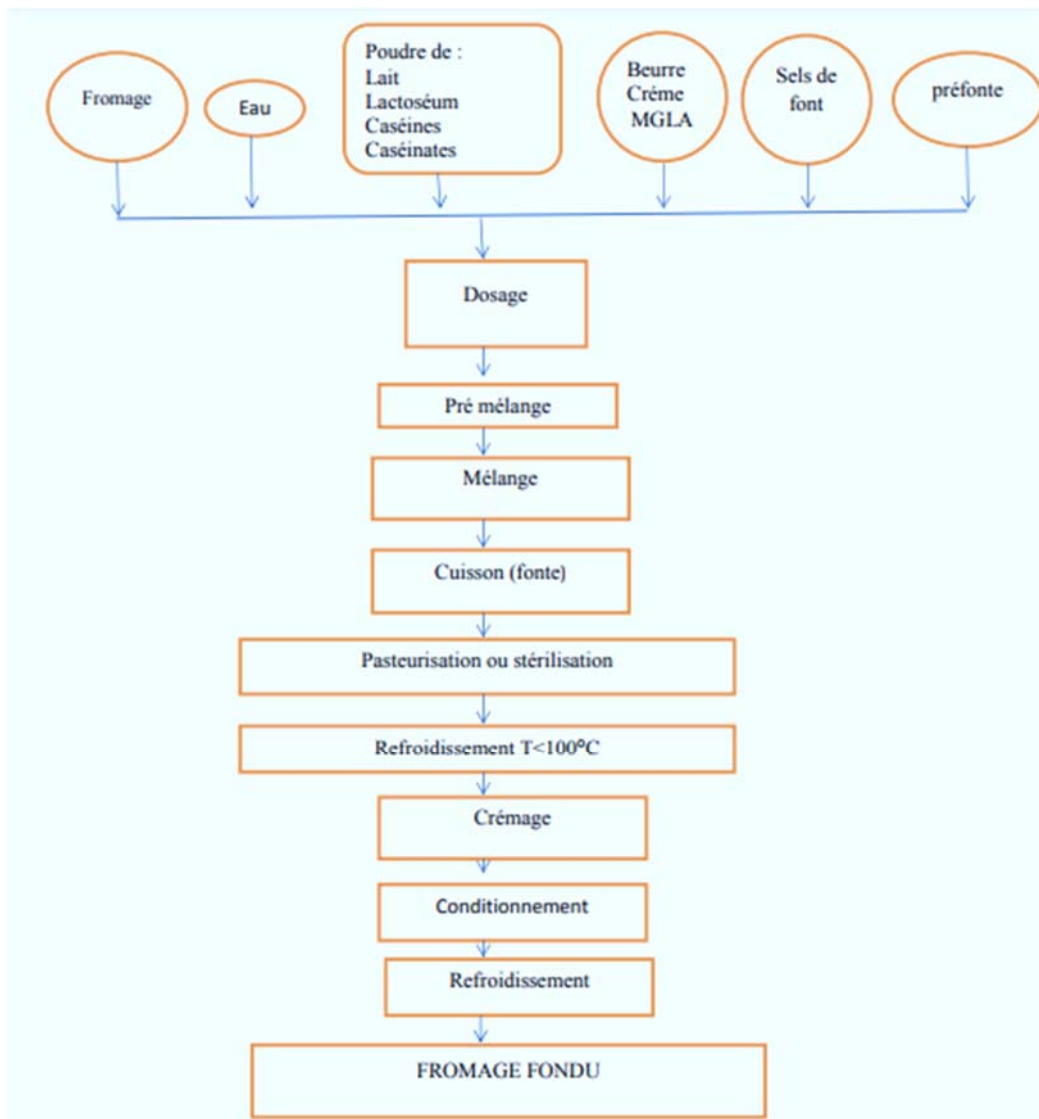 Fromage
Eau
Poudre de :
Lait
Lactoséum
Caséines
Caséinates
Beurre
Créme
MGLA
Sels de
font
préfonte
Dosage
Pré mélange
Mélange
Cuisson (fonte)
Pasteurisation ou stérilisation
Refroidissement T<100°C
Crémage
Conditionnement
Refroidissement
FROMAGE FONDU